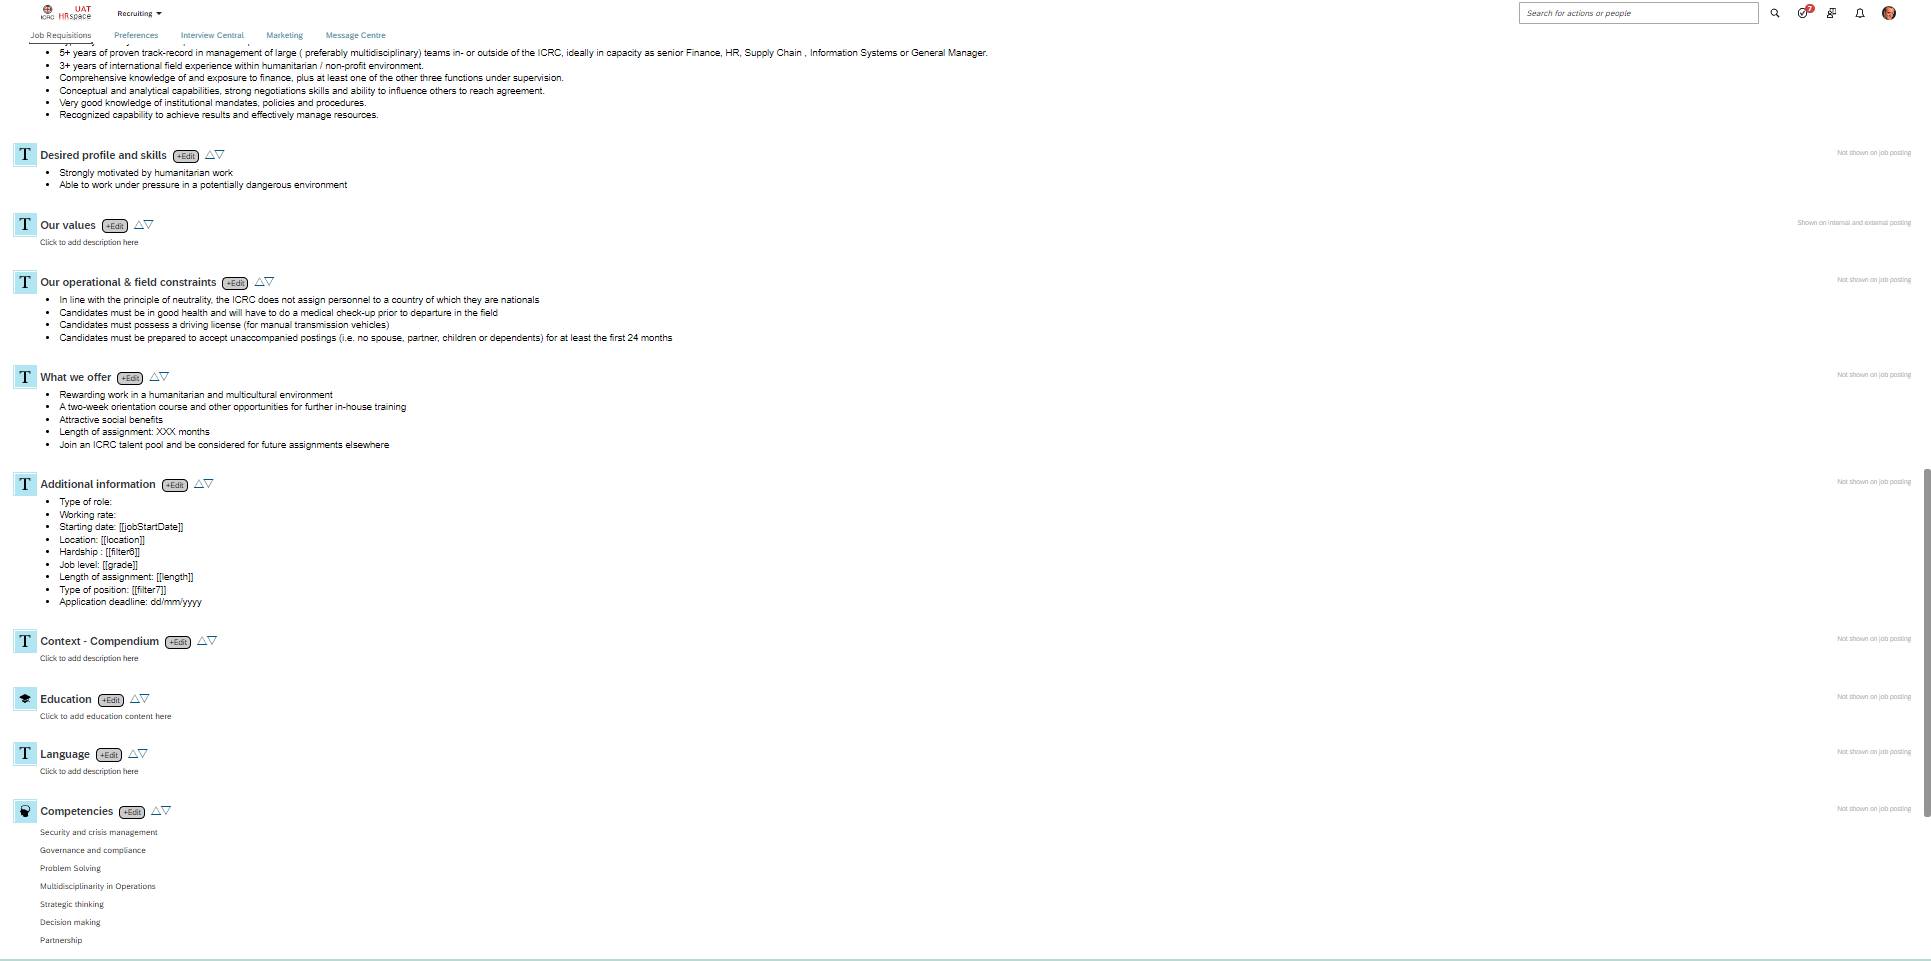 UAT
ICRC HRspace
Recruiting
Search for actions or people
7
Job Requisitions
Preferences
Interview Central
Marketing
Message Centre
5+ years of proven track-record in management of large ( preferably multidisciplinary) teams in- or outside of the ICRC, ideally in capacity as senior Finance, HR, Supply Chain , Information Systems or General Manager.
3+ years of international field experience within humanitarian / non-profit environment.
Comprehensive knowledge of and exposure to finance, plus at least one of the other three functions under supervision.
Conceptual and analytical capabilities, strong negotiations skills and ability to influence others to reach agreement.
Very good knowledge of institutional mandates, policies and procedures.
Recognized capability to achieve results and effectively manage resources.
T Desired profile and skills +Edit
Not shown on job posting
Strongly motivated by humanitarian work
Able to work under pressure in a potentially dangerous environment
T Our values +Edit
Shown on internal and external posting
Click to add description here
T Our operational & field constraints +Edit
Not shown on job posting
In line with the principle of neutrality, the ICRC does not assign personnel to a country of which they are nationals
Candidates must be in good health and will have to do a medical check-up prior to departure in the field
Candidates must possess a driving license (for manual transmission vehicles)
Candidates must be prepared to accept unaccompanied postings (i.e. no spouse, partner, children or dependents) for at least the first 24 months
T What we offer +Edit
Not shown on job posting
Rewarding work in a humanitarian and multicultural environment
A two-week orientation course and other opportunities for further in-house training
Attractive social benefits
Length of assignment: XXX months
Join an ICRC talent pool and be considered for future assignments elsewhere
T Additional information +Edit
Not shown on job posting
Type of role:
Working rate:
Starting date: [[jobStartDate]]
Location: [[location]]
Hardship : [[filter6]]
Job level: [[grade]]
Length of assignment: [[length]]
Type of position: [[filter7]]
Application deadline: dd/mm/yyyy
T Context - Compendium +Edit
Not shown on job posting
Click to add description here
Education +Edit
Not shown on job posting
Click to add education content here
T Language +Edit
Not shown on job posting
Click to add description here
Competencies +Edit
Not shown on job posting
Security and crisis management
Governance and compliance
Problem Solving
Multidisciplinarity in Operations
Strategic thinking
Decision making
Partnership